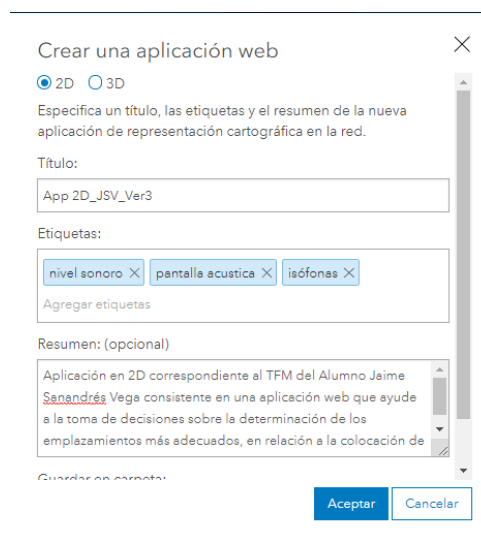 Crear una aplicación web
2D 3D
Especifica un título, las etiquetas y el resumen de la nueva
aplicación de representación cartográfica en la red.
Título:
App 2D_JSV_Ver3
Etiquetas:
nivel sonoro pantalla acustica isófonas
Agregar etiquetas
Resumen: (opcional)
Aplicación en 2D correspondiente al TFM del Alumno Jaime
Sanandrés Vega consistente en una aplicación web que ayude
a la toma de decisiones sobre la determinación de los
emplazamientos más adecuados, en relación a la colocación de
Guardar en carpeta:
Aceptar Cancelar